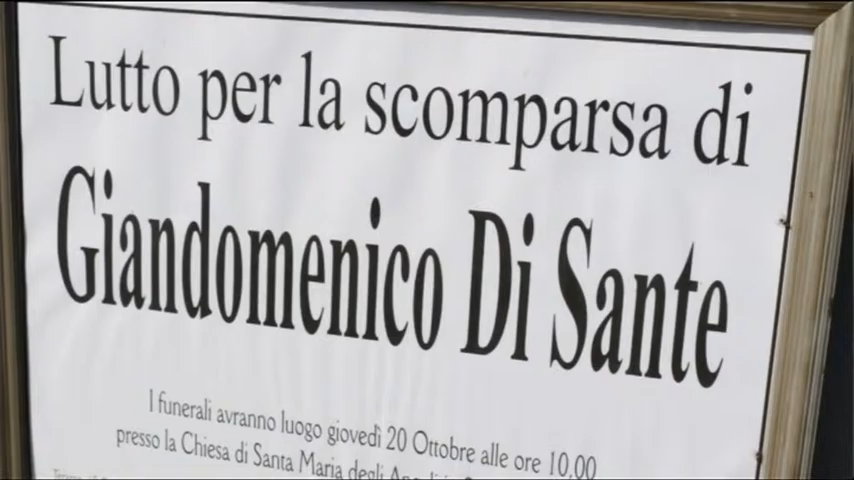 Lutto per la scomparsa di
Giandomenico Di Sante
I funerali avranno luogo giovedì 20 Ottobre alle ore 10,00
presso la Chiesa di Santa Maria degli